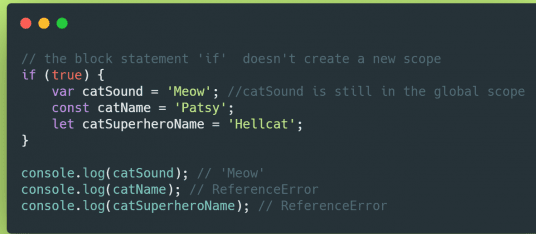 // the block statement 'if'  doesn't create a new scope
if (true) {
    var catSound = 'Meow'; //catSound is still in the global scope
    const catName = 'Patsy';
    let catSuperheroName = 'Hellcat';
}
console.log(catSound); // 'Meow'
console.log(catName); // ReferenceError
console.log(catSuperheroName); // ReferenceError